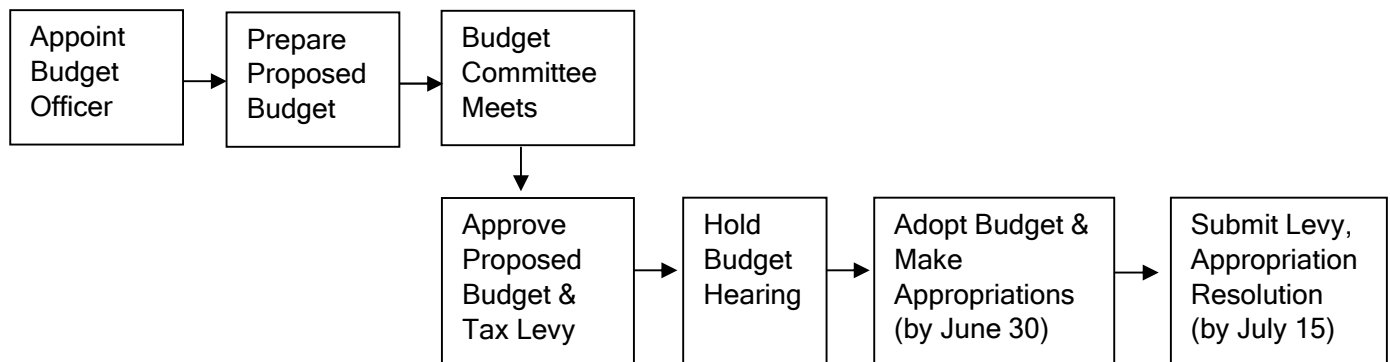 Appoint
Budget
Officer
Prepare
Proposed
Budget
Budget
Committee
Meets
Approve
Proposed
Budget &
Tax Levy
Hold
Budget
Hearing
Adopt Budget &
Make
Appropriations
(by June 30)
Submit Levy,
Appropriation
Resolution
(by July 15)